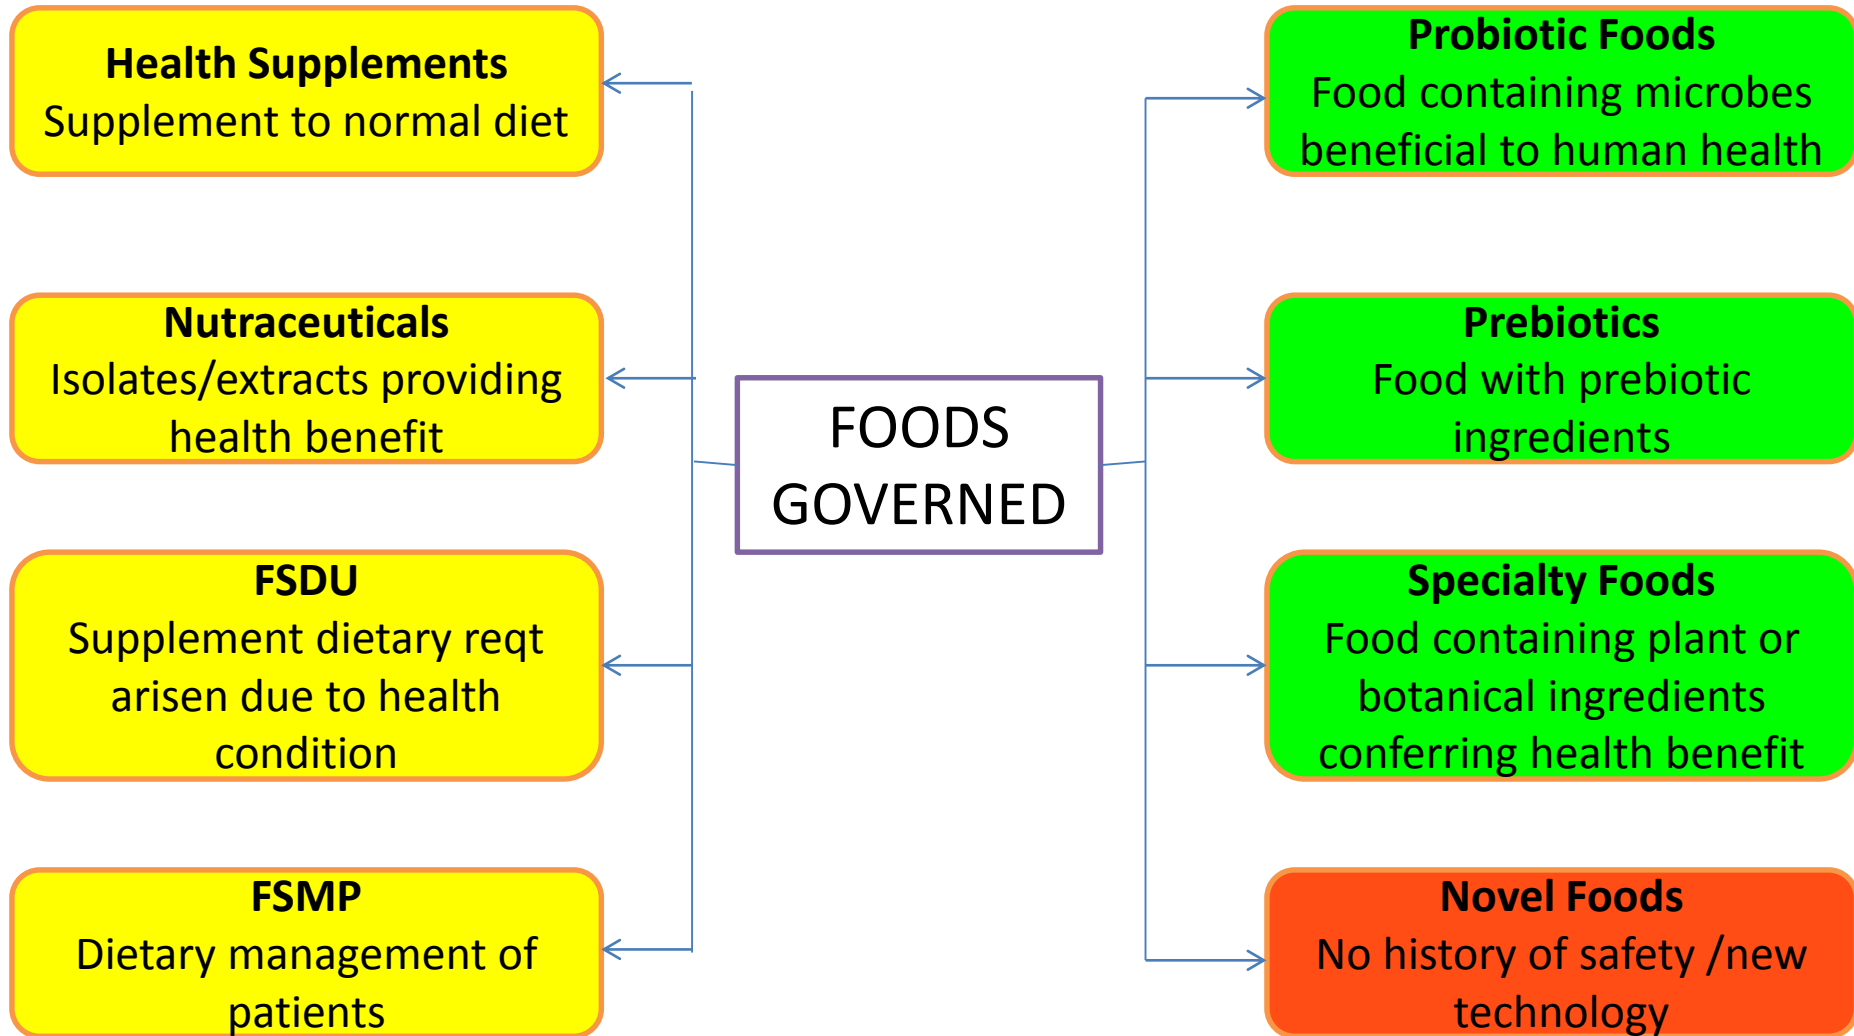 Health Supplements
Supplement to normal diet
Nutraceuticals
Isolates/extracts providing
health benefit
FSDU
Supplement dietary reqt
arisen due to health
condition
FSMP
Dietary management of
patients
FOODS
GOVERNED
Probiotic Foods
Food containing microbes
beneficial to human health
Prebiotics
Food with prebiotic
ingredients
Specialty Foods
Food containing plant or
botanical ingredients
conferring health benefit
Novel Foods
No history of safety /new
technology